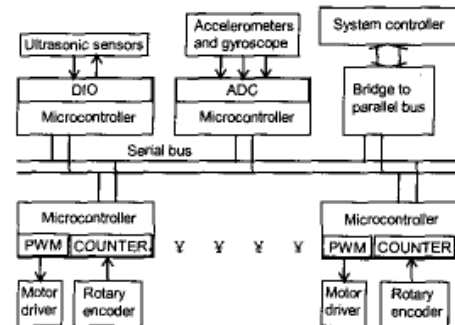 Ultrasonic sensors
Accelerometers
and gyroscope
System controller
DIO
Microcontroller
ADC
Microcontroller
Bridge to
parallel bus
Serial bus
Microcontroller
PWM
COUNTER
¥ ¥ ¥ ¥
Microcontroller
PWM
COUNTER
Motor
driver
Rotary
encoder
Motor
driver
Rotary
encoder